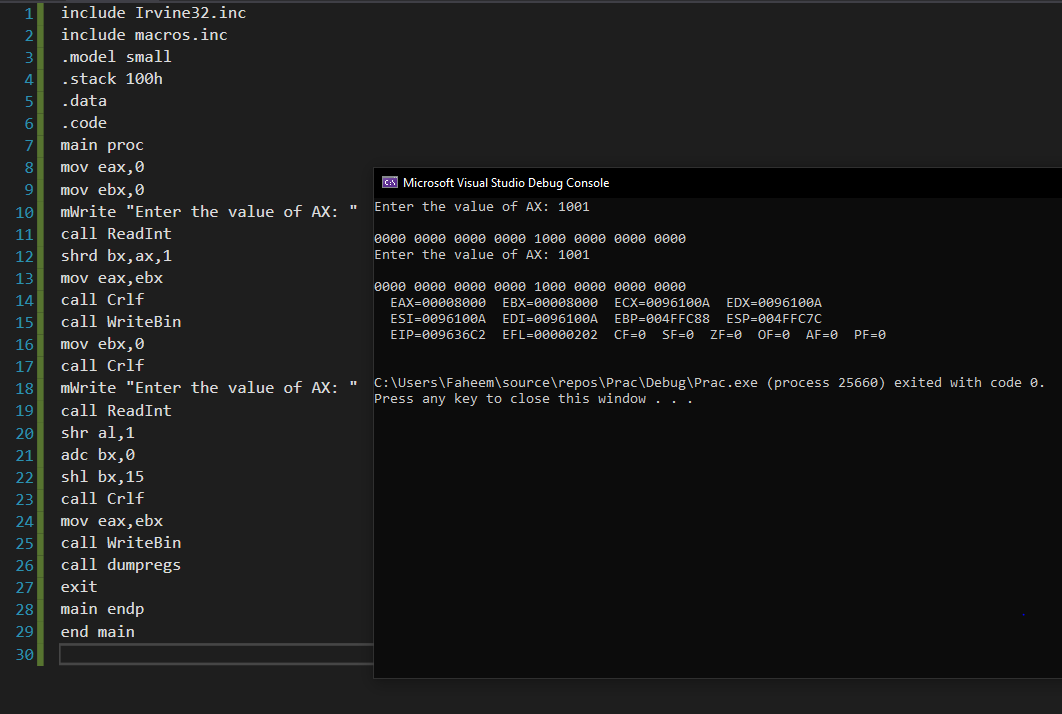 1 include Irvine32.inc
2 include macros.inc
3 .model small
4 .stack 100h
5 .data
6 .code
7 main proc
8 mov eax,0
9 mov ebx,0
10 mWrite "Enter the value of AX: "
11 call ReadInt
12 shrd bx,ax,1
13 mov eax,ebx
14 call Crlf
15 call WriteBin
16 mov ebx,0
17 call Crlf
18 mWrite "Enter the value of AX: "
19 call ReadInt
20 shr al,1
21 adc bx,0
22 shl bx,15
23 call Crlf
24 mov eax,ebx
25 call WriteBin
26 call dumpregs
27 exit
28 main endp
29 end main
30
C:\ Microsoft Visual Studio Debug Console
Enter the value of AX: 1001
0000 0000 0000 0000 1000 0000 0000 0000
Enter the value of AX: 1001
0000 0000 0000 0000 1000 0000 0000 0000
EAX=00008000 EBX=00008000 ECX=0096100A EDX=0096100A
ESI=0096100A EDI=0096100A EBP=004FFC88 ESP=004FFC7C
EIP=009636C2 EFL=00000202 CF=0 SF=0 ZF=0 OF=0 AF=0 PF=0
C:\Users\Faheem\source\repos\Prac\Debug\Prac.exe (process 25660) exited with code 0.
Press any key to close this window . . .